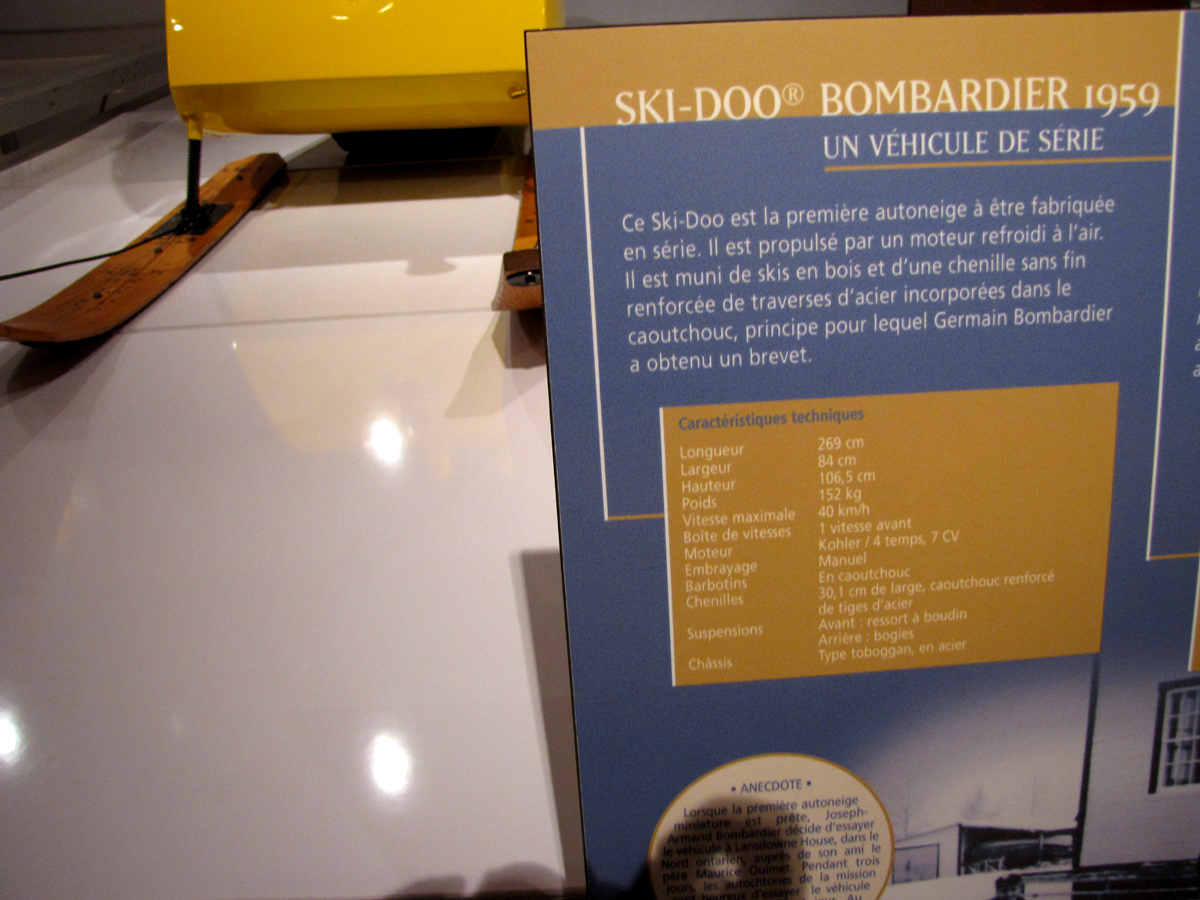 SKI-DOO® BOMBARDIER 1959
UN VÉHICULE DE SÉRIE
Ce Ski-Doo est la première autoneige à être fabriquée
en série. Il est propulsé par un moteur refroidi à l'air.
Il est muni de skis en bois et d'une chenille sans fin
renforcée de traverses d'acier incorporées dans le
caoutchouc, principe pour lequel Germain Bombardier
a obtenu un brevet.
Caractéristiques techniques
Longueur 269 cm
Largeur 84 cm
Hauteur 106,5 cm
Poids 152 kg
Vitesse maximale 40 km/h
Boîte de vitesses 1 vitesse avant
Moteur Kohler / 4 temps, 7 CV
Embrayage Manuel
Barbotins En caoutchouc
Chenilles 30,1 cm de large, caoutchouc renforcé
de tiges d'acier
Suspensions Avant : ressort à boudin
Arrière : bogies
Châssis Type toboggan, en acier
• ANECDOTE •
Lorsque la première autoneige
miniature est prête, Joseph-
Armand Bombardier décide d'essayer
le véhicule à Lansdowne House, dans le
Nord ontarien, auprès de son ami le
père Maurice Ouimet. Pendant trois
jours, les autochtones de la mission
sont heureux d'essayer le véhicule